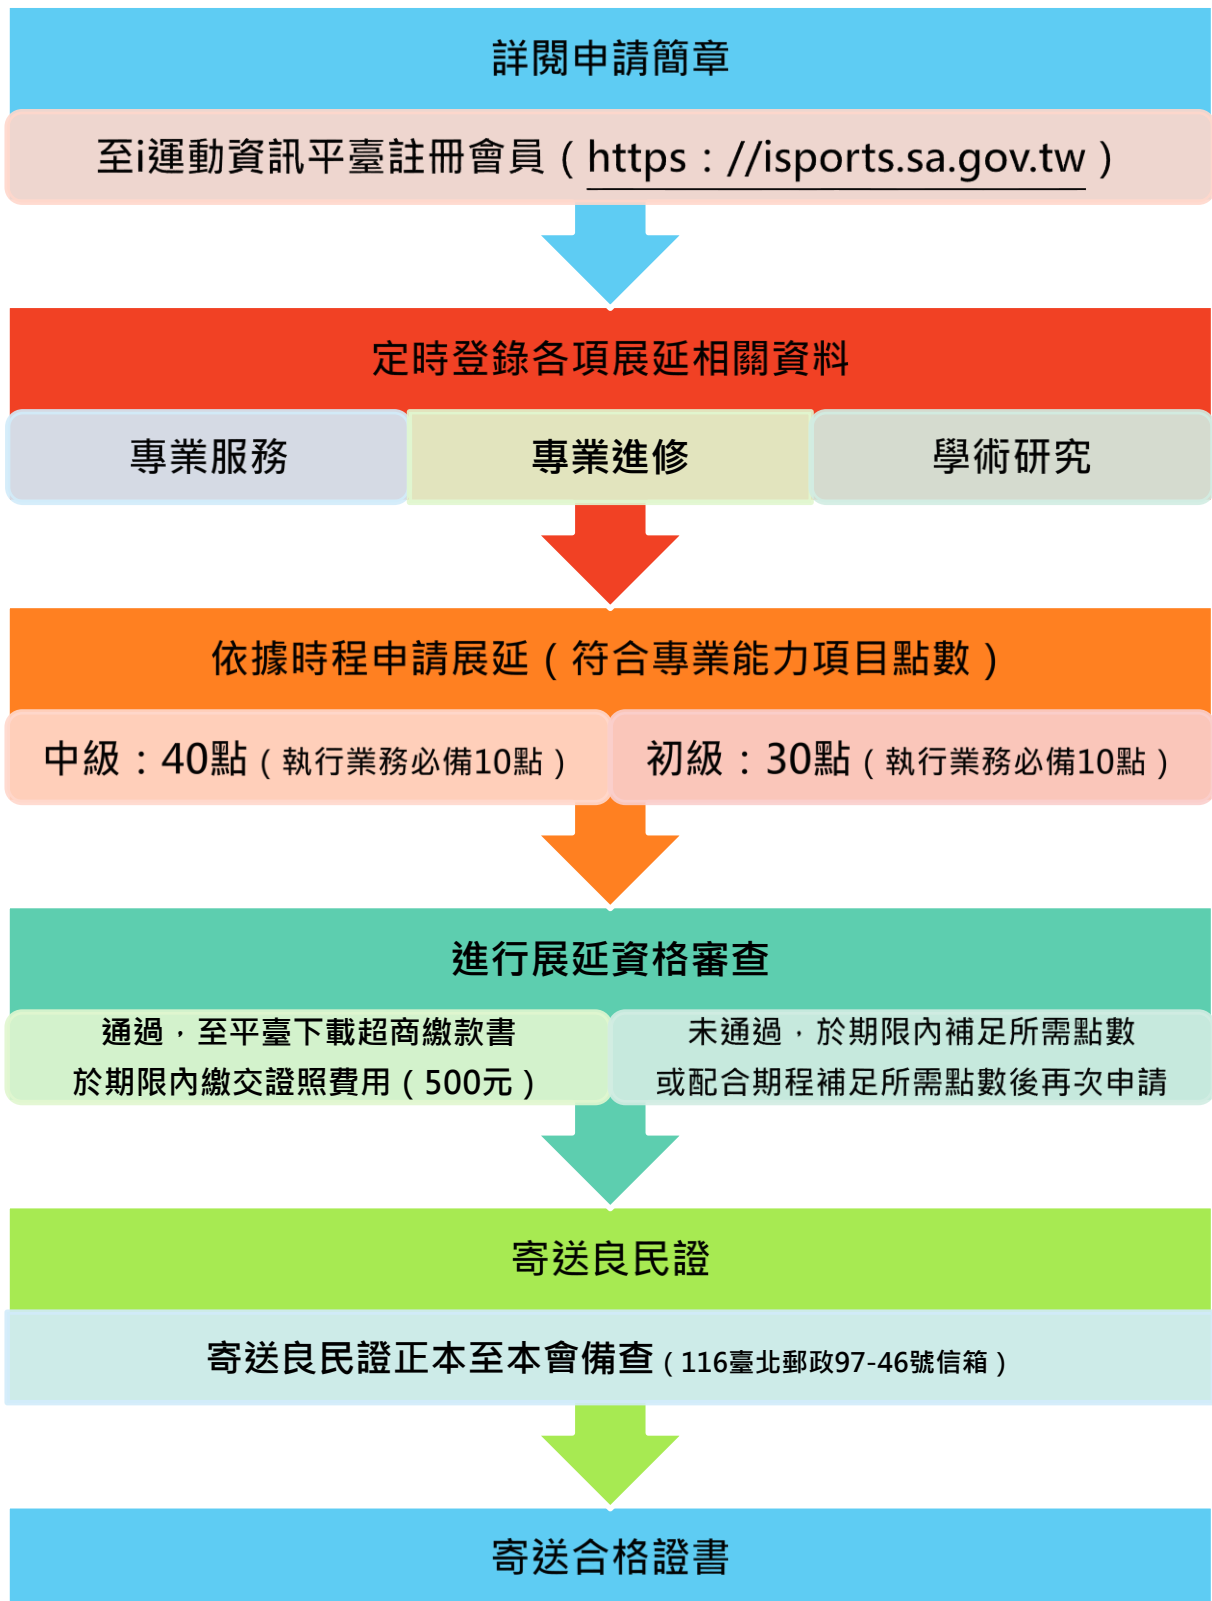 詳閱申請簡章
至i運動資訊平臺註冊會員（https：//isports.sa.gov.tw）
定時登錄各項展延相關資料
專業服務
專業進修
學術研究
依據時程申請展延（符合專業能力項目點數）
中級：40點（執行業務必備10點）
初級：30點（執行業務必備10點）
進行展延資格審查
通過，至平臺下載超商繳款書
於期限內繳交證照費用（500元）
未通過，於期限內補足所需點數
或配合期程補足所需點數後再次申請
寄送良民證
寄送良民證正本至本會備查（116臺北郵政97-46號信箱）
寄送合格證書